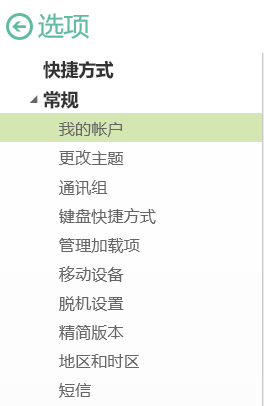 选项
快捷方式
常规
我的帐户
更改主题
通讯组
键盘快捷方式
管理加载项
移动设备
脱机设置
精简版本
地区和时区
短信